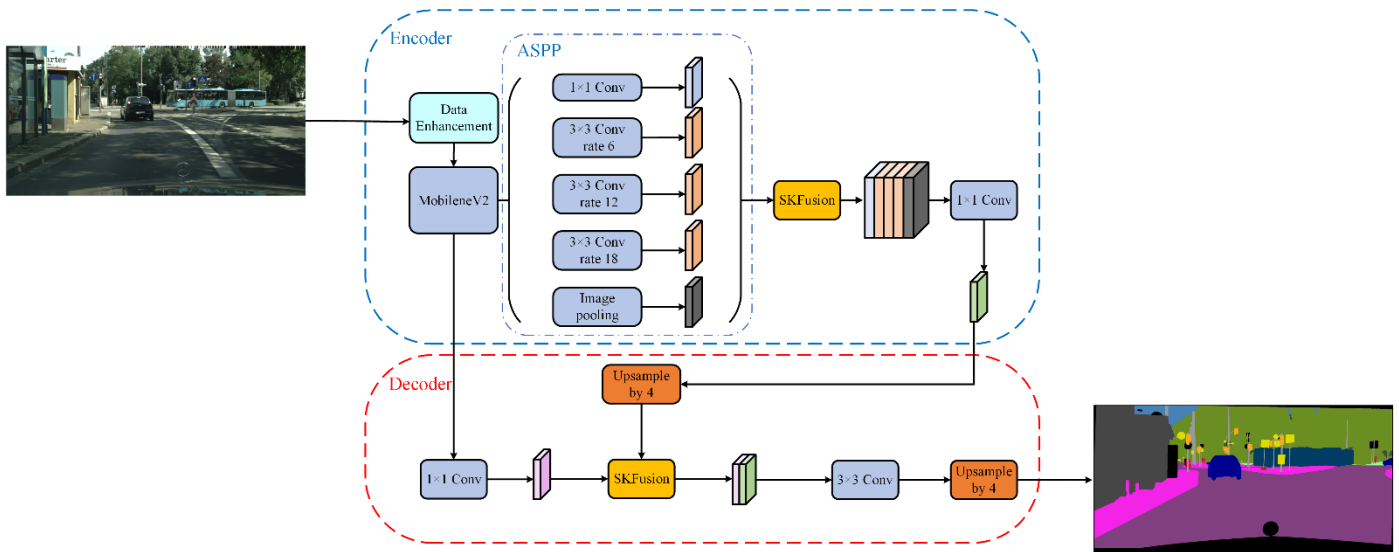 Encoder
ASPP
Data
Enhancement
MobileneV2
1×1 Conv
3×3 Conv
rate 6
3×3 Conv
rate 12
3×3 Conv
rate 18
Image
pooling
SKFusion
1×1 Conv
Decoder
Upsample
by 4
1×1 Conv
SKFusion
3×3 Conv
Upsample
by 4